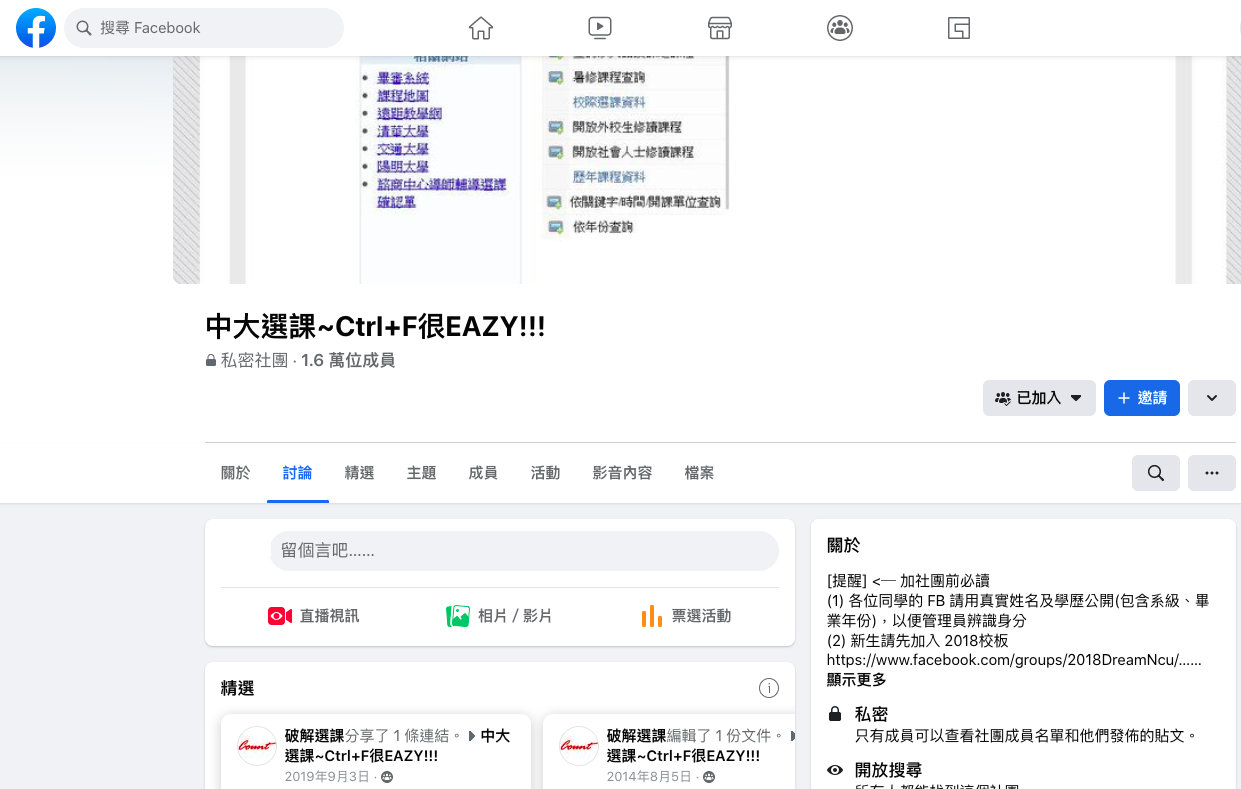 搜尋 Facebook
相關網站
畢審系統
課程地圖
遠距教學網
清華大學
交通大學
陽明大學
諮商中心導師輔導選課
確認單
暑修課程查詢
校際選課資料
開放外校生修讀課程
開放社會人士修讀課程
歷年課程資料
依關鍵字/時間/開課單位查詢
依年份查詢
中大選課~Ctrl+F很EAZY!!!
私密社團 · 1.6 萬位成員
已加入
+ 邀請
關於 討論 精選 主題 成員 活動 影音內容 檔案
留個言吧......
直播視訊 相片 / 影片 票選活動
精選
Count
破解選課分享了 1 條連結。 中大
選課~Ctrl+F很EAZY!!!
2019年9月3日 ·
Count
破解選課編輯了 1 份文件。
選課~Ctrl+F很EAZY!!!
2014年8月5日 ·
關於
[提醒] <— 加社團前必讀
(1) 各位同學的 FB 請用真實姓名及學歷公開(包含系級、畢
業年份)，以便管理員辨識身分
(2) 新生請先加入 2018校板
https://www.facebook.com/groups/2018DreamNcu/......
顯示更多
私密
只有成員可以查看社團成員名單和他們發佈的貼文。
開放搜尋
所有人都能找到這個社團。